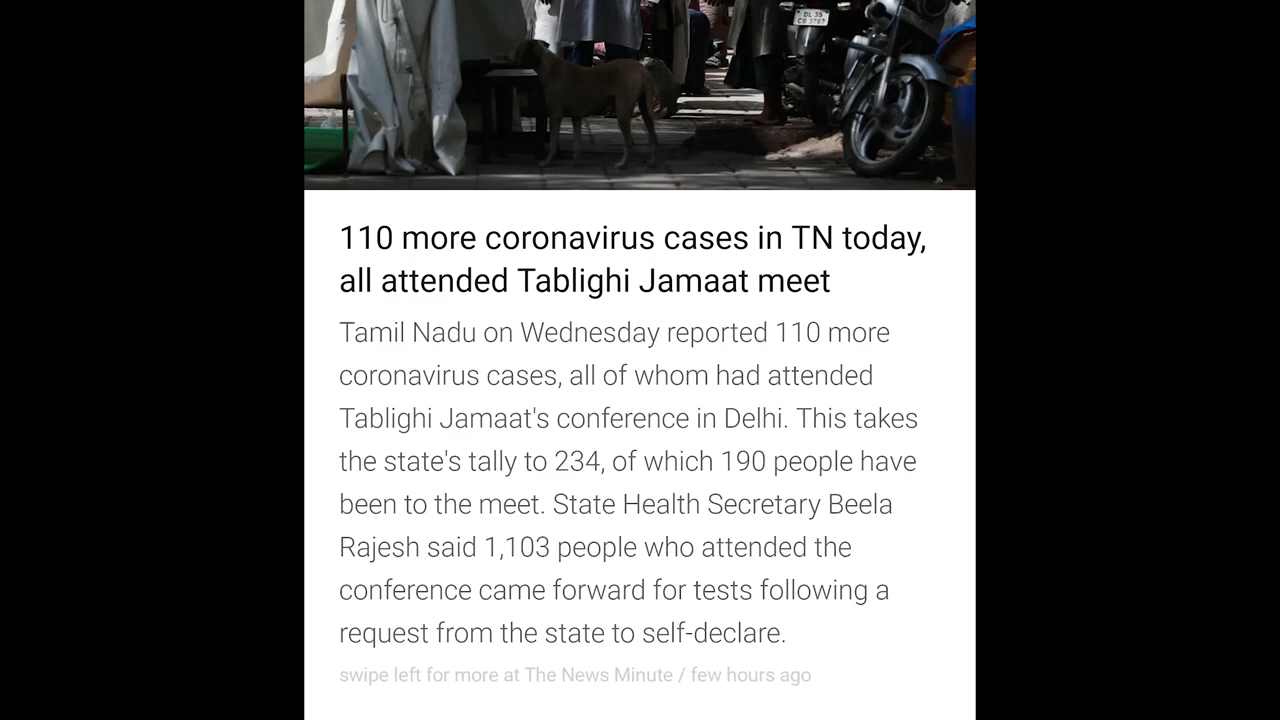 DL 3S
CB 3767
110 more coronavirus cases in TN today,
all attended Tablighi Jamaat meet
Tamil Nadu on Wednesday reported 110 more
coronavirus cases, all of whom had attended
Tablighi Jamaat's conference in Delhi. This takes
the state's tally to 234, of which 190 people have
been to the meet. State Health Secretary Beela
Rajesh said 1,103 people who attended the
conference came forward for tests following a
request from the state to self-declare.
swipe left for more at The News Minute / few hours ago